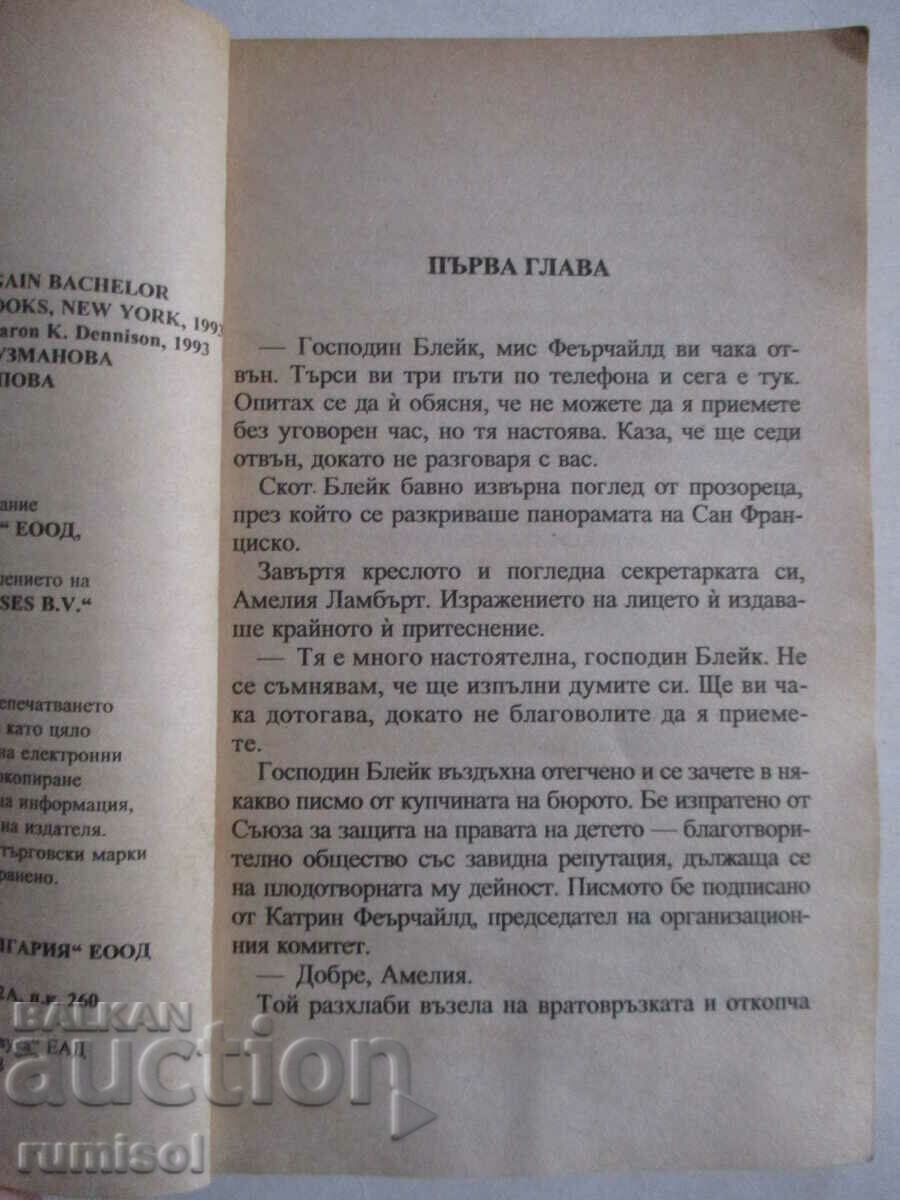 GAIN BACHELOR
OOKS, NEW YORK, 1993
aron K. Dennison, 1993
УЗМАНОВА
ПОВА
ание
“ ЕООД,
ението на
SES B.V.“
епечатването
като цяло
на електронни
окопиране
на информация,
на издателя.
търговски марки
ранено.
ЛГАРИЯ“ ЕООД
2А, п.к. 260
ЕАД
ПЪРВА ГЛАВА
— Господин Блейк, мис Феърчайлд ви чака от-
вън. Търси ви три пъти по телефона и сега е тук.
Опитах се да ѝ обясня, че не можете да я приемете
без уговорен час, но тя настоява. Каза, че ще седи
отвън, докато не разговаря с вас.
Скот Блейк бавно извърна поглед от прозореца,
през който се разкриваше панорамата на Сан Фран-
циско.
Завъртя креслото и погледна секретарката си,
Амелия Ламбърт. Изражението на лицето ѝ издава-
ше крайното ѝ притеснение.
— Тя е много настоятелна, господин Блейк. Не
се съмнявам, че ще изпълни думите си. Ще ви ча-
ка дотогава, докато не благоволите да я приеме-
те.
Господин Блейк въздъхна отегчено и се зачете в ня-
какво писмо от купчината на бюрото. Бе изпратено от
Съюза за защита на правата на детето — благотвори-
телно общество със завидна репутация, дължаща се
на плодотворната му дейност. Писмото бе подписано
от Катрин Феърчайлд, председател на организацион-
ния комитет.
— Добре, Амелия.
Той разхлаби възела на вратовръзката и откопча
BALKAN
auction
rumisol